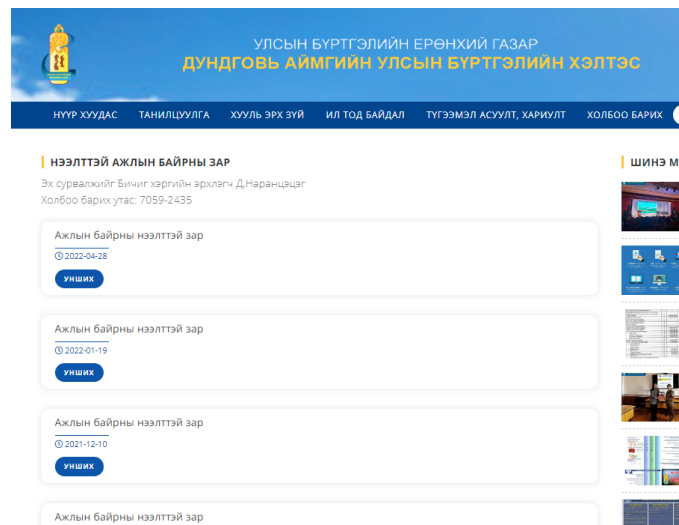 УЛСЫН БҮРТГЭЛИЙН ЕРӨНХИЙ ГАЗАР
ДУНДГОВЬ АЙМГИЙН УЛСЫН БҮРТГЭЛИЙН ХЭЛТЭС
НҮҮР ХУУДАС ТАНИЛЦУУЛГА ХУУЛЬ ЭРХ ЗҮЙ ИЛ ТОД БАЙДАЛ ТҮГЭЭМЭЛ АСУУЛТ, ХАРИУЛТ ХОЛБОО БАРИХ
НЭЭЛТТЭЙ АЖЛЫН БАЙРНЫ ЗАР
Эх сурвалжийг Бичиг хэргийн эрхлэгч Д.Наранцэцэг
Холбоо барих утас: 7059-2435
Ажлын байрны нээлттэй зар
2022-04-28
УНШИХ
Ажлын байрны нээлттэй зар
2022-01-19
УНШИХ
Ажлын байрны нээлттэй зар
2021-12-10
УНШИХ
Ажлын байрны нээлттэй зар
ШИНЭ М